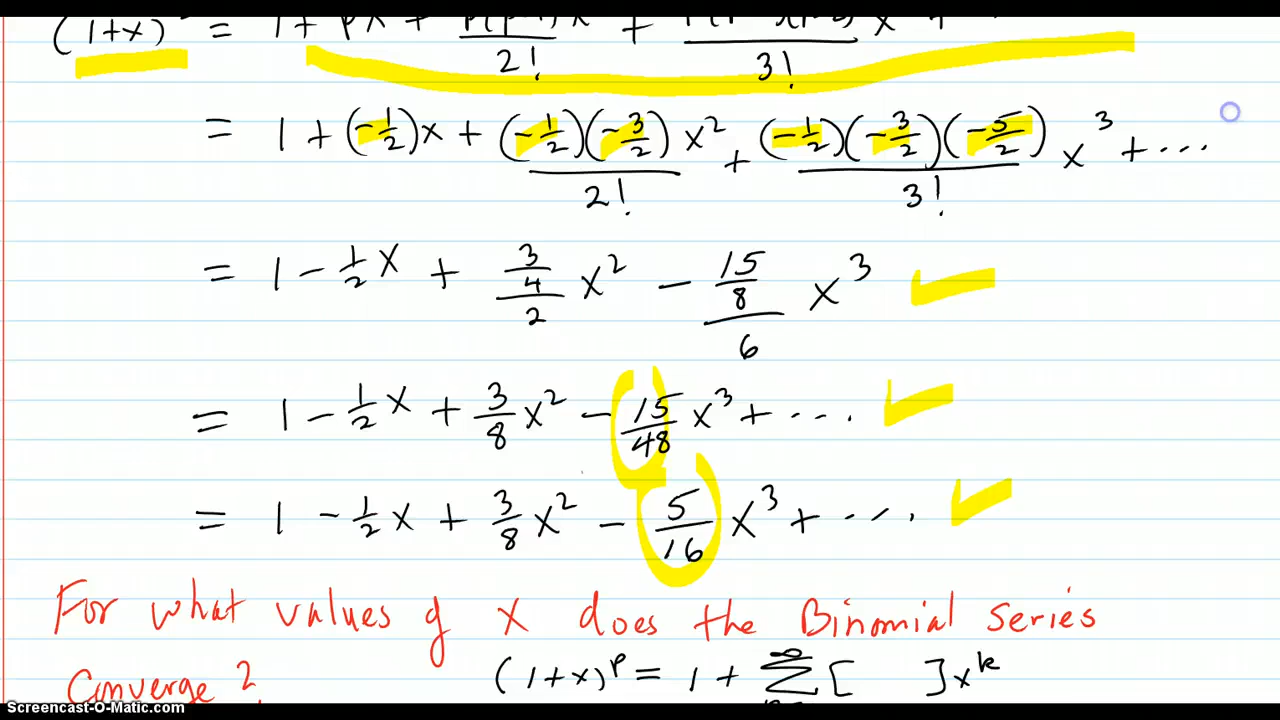 (1+x) = 1 + px + x + x +
2! 3!
= 1 + (-1/2)x + (-1/2)(-3/2)/2! x² + (-1/2)(-3/2)(-5/2)/3! x³ + ...
= 1 - 1/2 x + 3/4/2 x² - 15/8/6 x³
= 1 - 1/2 x + 3/8 x² - 15/48 x³ + ...
= 1 - 1/2 x + 3/8 x² - 5/16 x³ + ...
For what values of x does the Binomial series
Converge? (1+x)^p = 1 + ∞ Σ [ ] x^k
Screencast-O-Matic.com